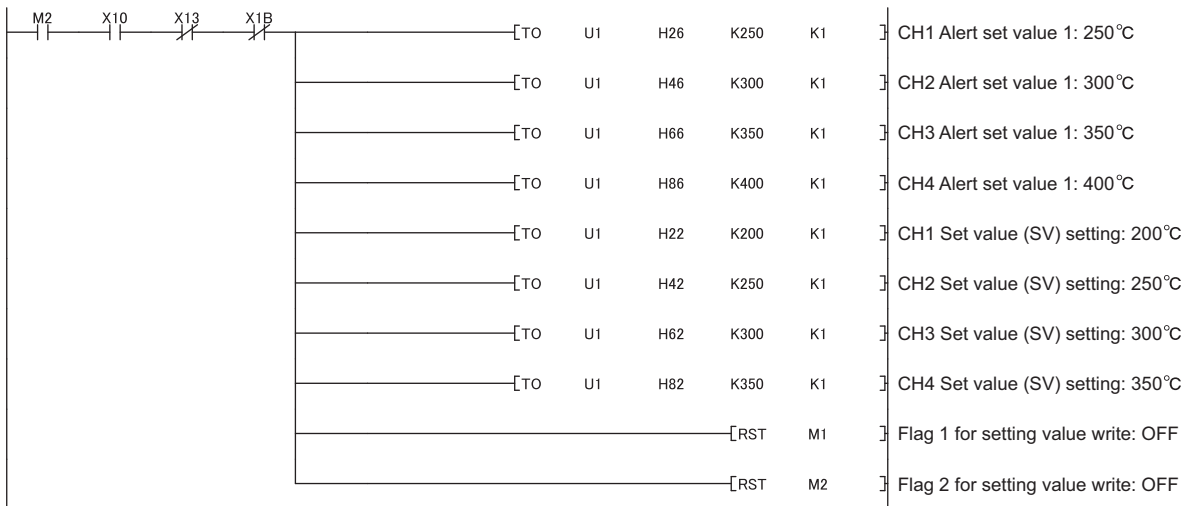 M2 X10 X13 X1B
[TO U1 H26 K250 K1 ] CH1 Alert set value 1: 250°C
[TO U1 H46 K300 K1 ] CH2 Alert set value 1: 300°C
[TO U1 H66 K350 K1 ] CH3 Alert set value 1: 350°C
[TO U1 H86 K400 K1 ] CH4 Alert set value 1: 400°C
[TO U1 H22 K200 K1 ] CH1 Set value (SV) setting: 200°C
[TO U1 H42 K250 K1 ] CH2 Set value (SV) setting: 250°C
[TO U1 H62 K300 K1 ] CH3 Set value (SV) setting: 300°C
[TO U1 H82 K350 K1 ] CH4 Set value (SV) setting: 350°C
[RST M1 ] Flag 1 for setting value write: OFF
[RST M2 ] Flag 2 for setting value write: OFF